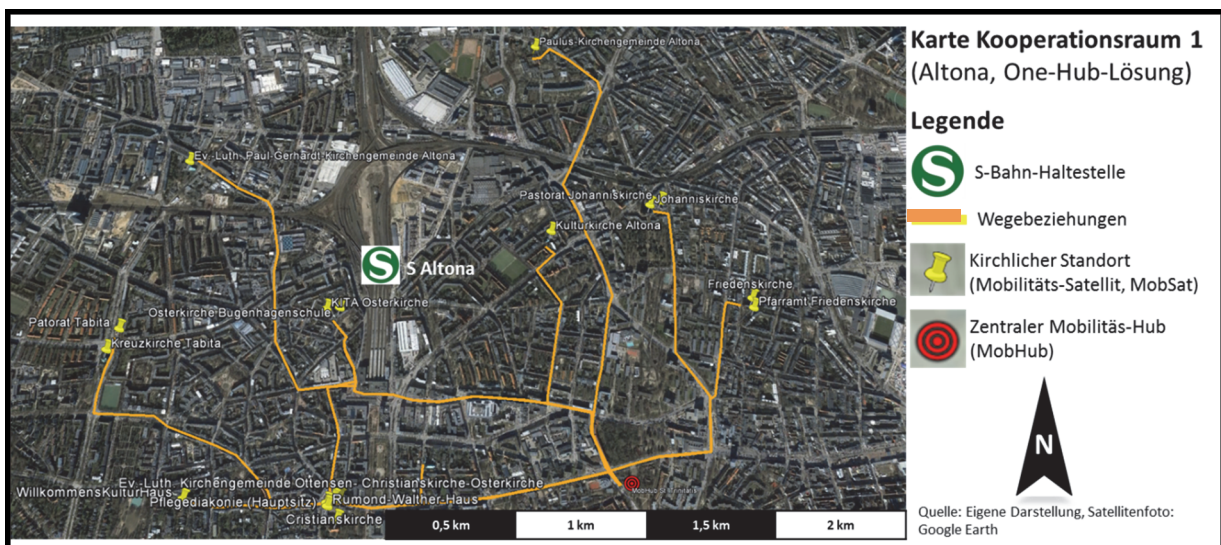 Karte Kooperationsraum 1
(Altona, One-Hub-Lösung)
Legende
S
S-Bahn-Haltestelle
Wegebeziehungen
Kirchlicher Standort
(Mobilitäts-Satellit, MobSat)
Zentraler Mobilitäs-Hub
(MobHub)
N
Quelle: Eigene Darstellung, Satellitenfoto:
Google Earth
Paulus-Kirchengemeinde Altona
Ev.-Luth. Paul-Gerhardt-Kirchengemeinde Altona
Pastorat Johanniskirche
Johanniskirche
Kulturkirche Altona
S
S Altona
Friedenskirche
Pfarramt Friedenskirche
KITA Osterkirche
Osterkirche Bugenhagenschule
Patorat Tabita
Kreuzkirche Tabita
Ev.-Luth. Kirchengemeinde Ottensen- Christianskirche-Osterkirche
WillkommensKulturHaus
Pflegediakonie (Hauptsitz)
Rumond-Walther-Haus
Cristianskirche
MobHub St. Trinitatis
0,5 km
1 km
1,5 km
2 km